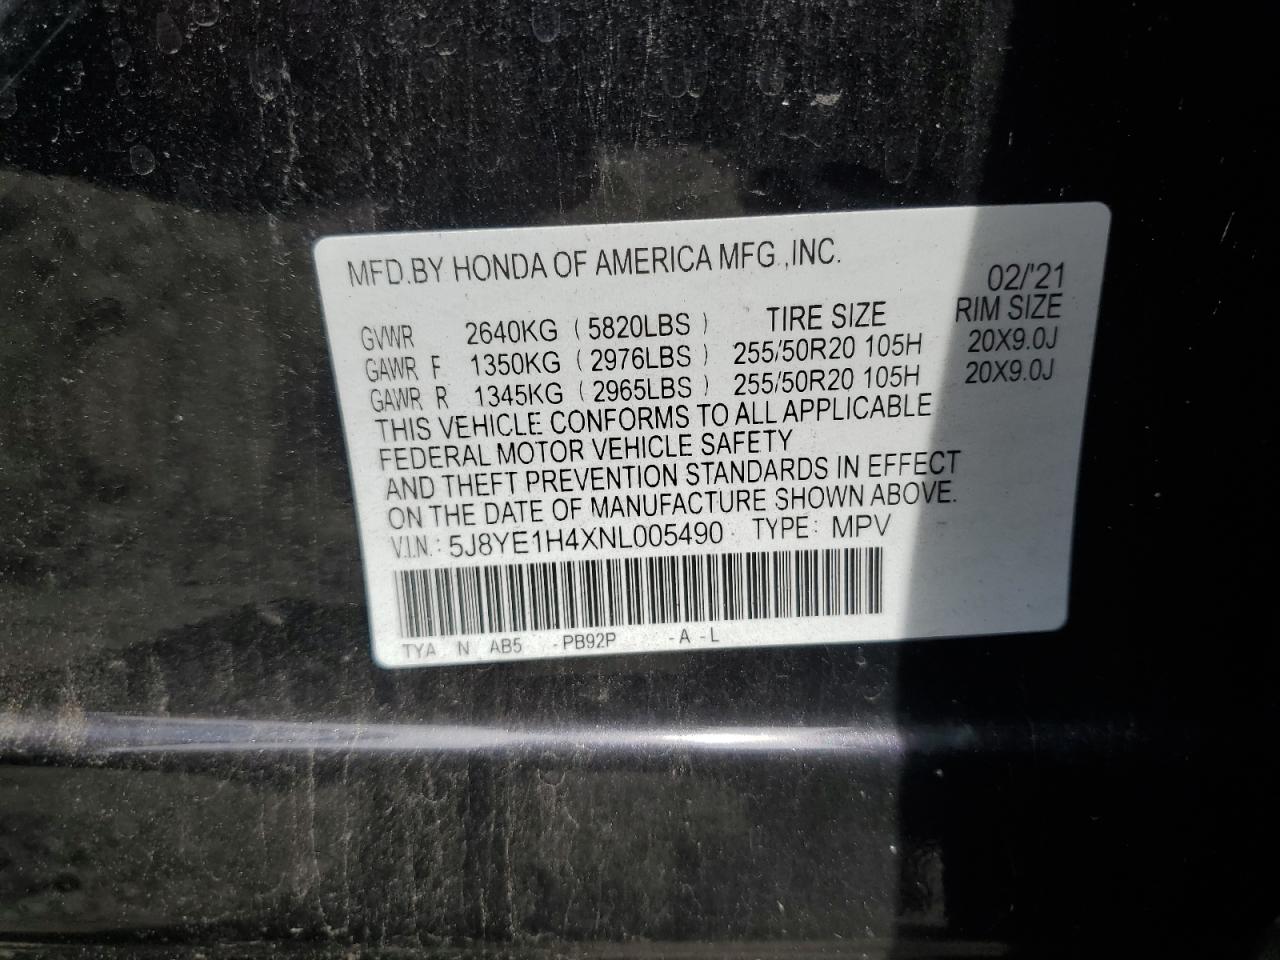 MFD.BY HONDA OF AMERICA MFG.,INC.
02/'21
GVWR 2640KG ( 5820LBS ) TIRE SIZE RIM SIZE
GAWR F 1350KG ( 2976LBS ) 255/50R20 105H 20X9.0J
GAWR R 1345KG ( 2965LBS ) 255/50R20 105H 20X9.0J
THIS VEHICLE CONFORMS TO ALL APPLICABLE
FEDERAL MOTOR VEHICLE SAFETY
AND THEFT PREVENTION STANDARDS IN EFFECT
ON THE DATE OF MANUFACTURE SHOWN ABOVE.
V.I.N.: 5J8YE1H4XNL005490 TYPE: MPV
TYA N AB5 -PB92P -A -L